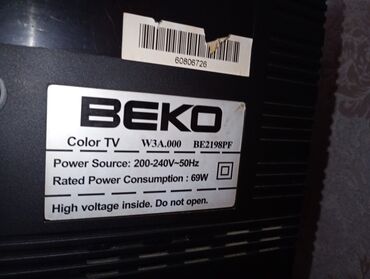 60806726
BEKO
Color TV W3A.000 BE2198PF
Power Source: 200-240V~50Hz
Rated Power Consumption : 69W
High voltage inside. Do not open.